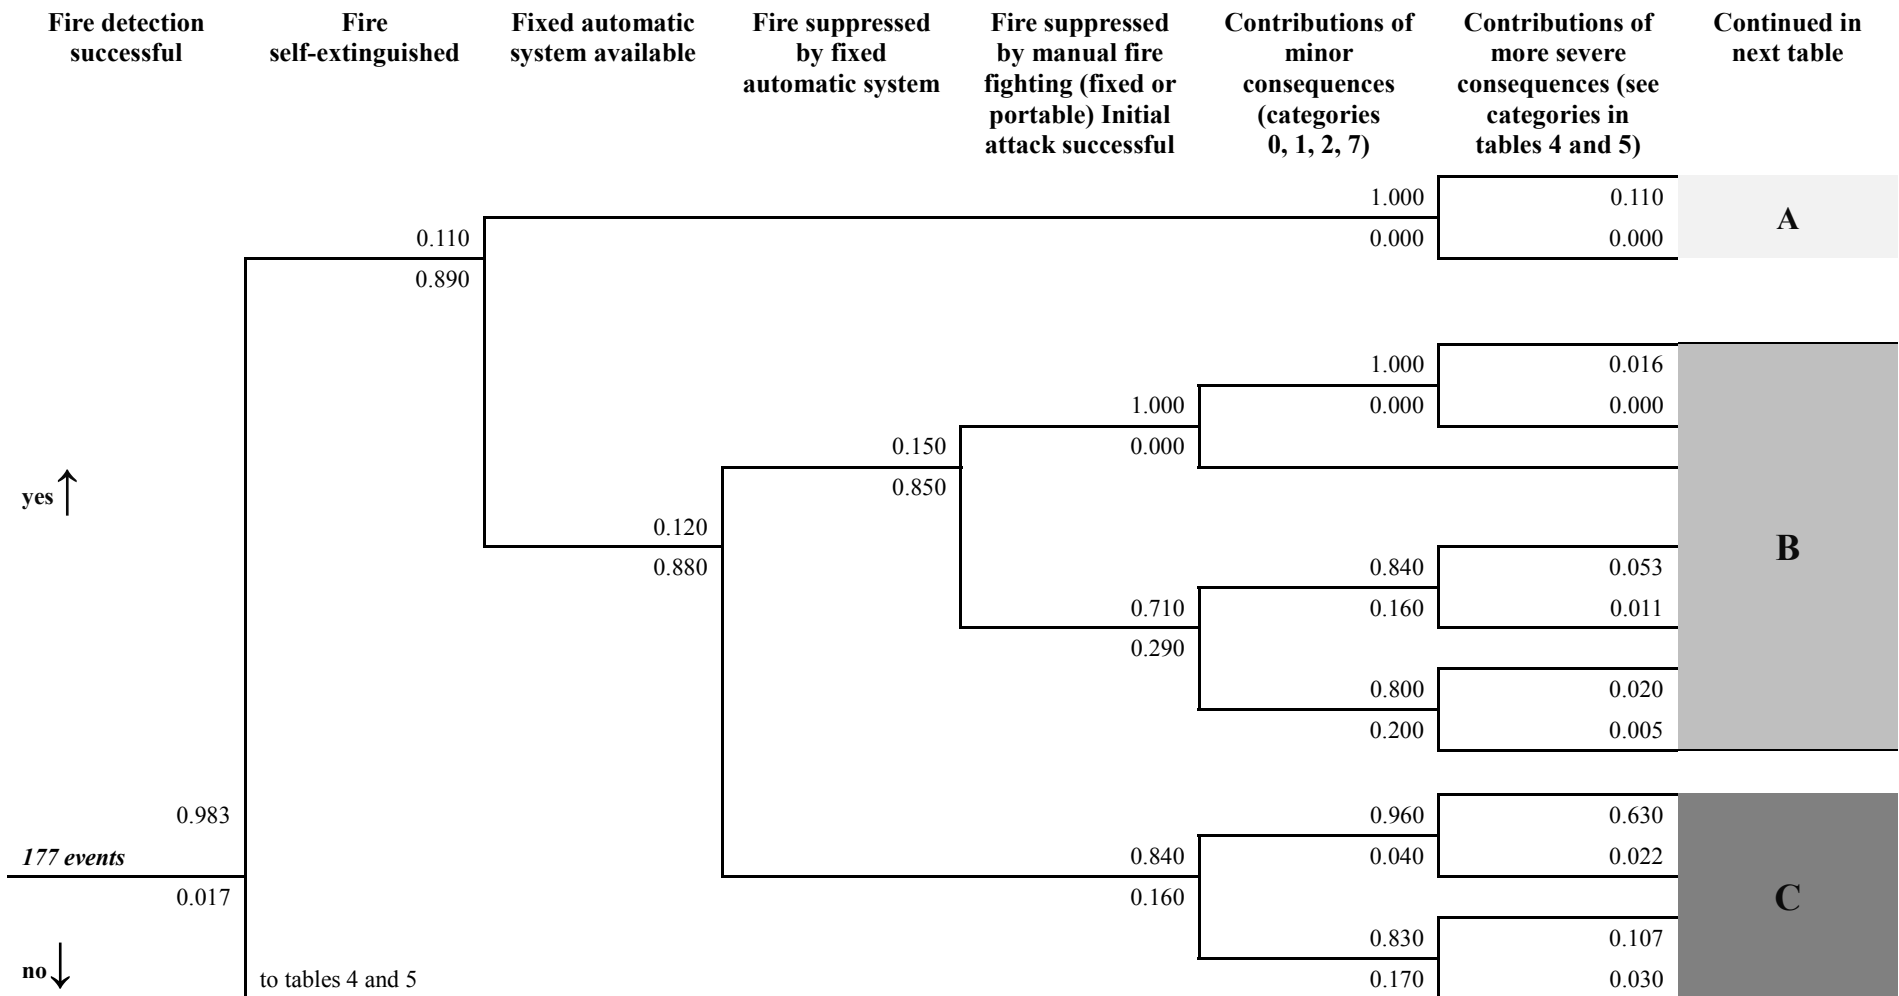 Fire detection
successful
Fire
self-extinguished
Fixed automatic
system available
Fire suppressed
by fixed
automatic system
Fire suppressed
by manual fire
fighting (fixed or
portable) Initial
attack successful
Contributions of
minor
consequences
(categories
0, 1, 2, 7)
Contributions of
more severe
consequences (see
categories in
tables 4 and 5)
Continued in
next table
1.000 0.110
A
0.110 0.000 0.000
0.890
1.000 0.016
1.000 0.000 0.000
0.150 0.000
yes ↑ 0.850
0.120
B
0.880 0.840 0.053
0.710 0.160 0.011
0.290
0.800 0.020
0.200 0.005
0.983 0.960 0.630
177 events 0.840 0.040 0.022
0.017 0.160
C
0.830 0.107
no ↓ to tables 4 and 5 0.170 0.030